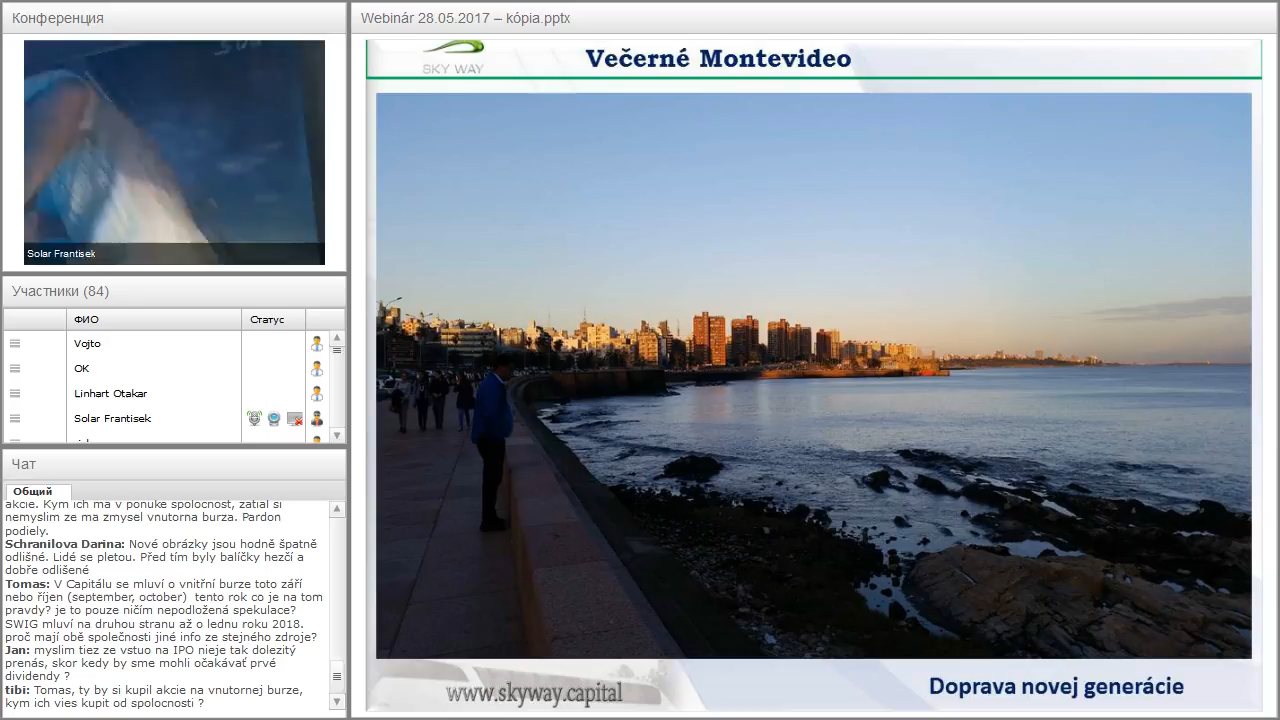 Конференция
Solar Frantisek
Участники (84)
ФИО Статус
Vojto
OK
Linhart Otakar
Solar Frantisek
Чат
Общий
akcie. Kym ich ma v ponuke spolocnost, zatial si
nemyslim ze ma zmysel vnutorna burza. Pardon
podiely.
Schranilova Darina: Nové obrázky jsou hodně špatně
odlišné. Lidé se pletou. Před tím byly balíčky hezčí a
dobře odlišené
Tomas: V Capitálu se mluví o vnitřní burze toto září
nebo říjen (september, october) tento rok co je na tom
pravdy? je to pouze ničím nepodložená spekulace?
SWIG mluví na druhou stranu až o lednu roku 2018.
proč mají obě společnosti jiné info ze stejného zdroje?
Jan: myslim tiez ze vstuo na IPO nieje tak dolezitý
prenás, skor kedy by sme mohli očakávať prvé
dividendy ?
tibi: Tomas, ty by si kupil akcie na vnutornej burze,
kym ich vies kupit od spolocnosti ?
Webinár 28.05.2017 – kópia.pptx
SKY WAY
Večerné Montevideo
www.skyway.capital
Doprava novej generácie